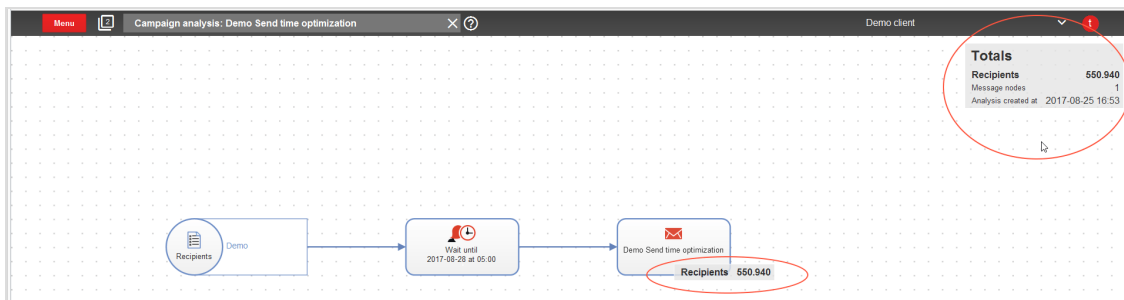 Menu
2
Campaign analysis: Demo Send time optimization
Demo client
Totals
Recipients 550.940
Message nodes 1
Analysis created at 2017-08-25 16:53
Recipients
Demo
Wait until
2017-08-28 at 05:00
Demo Send time optimization
Recipients 550.940